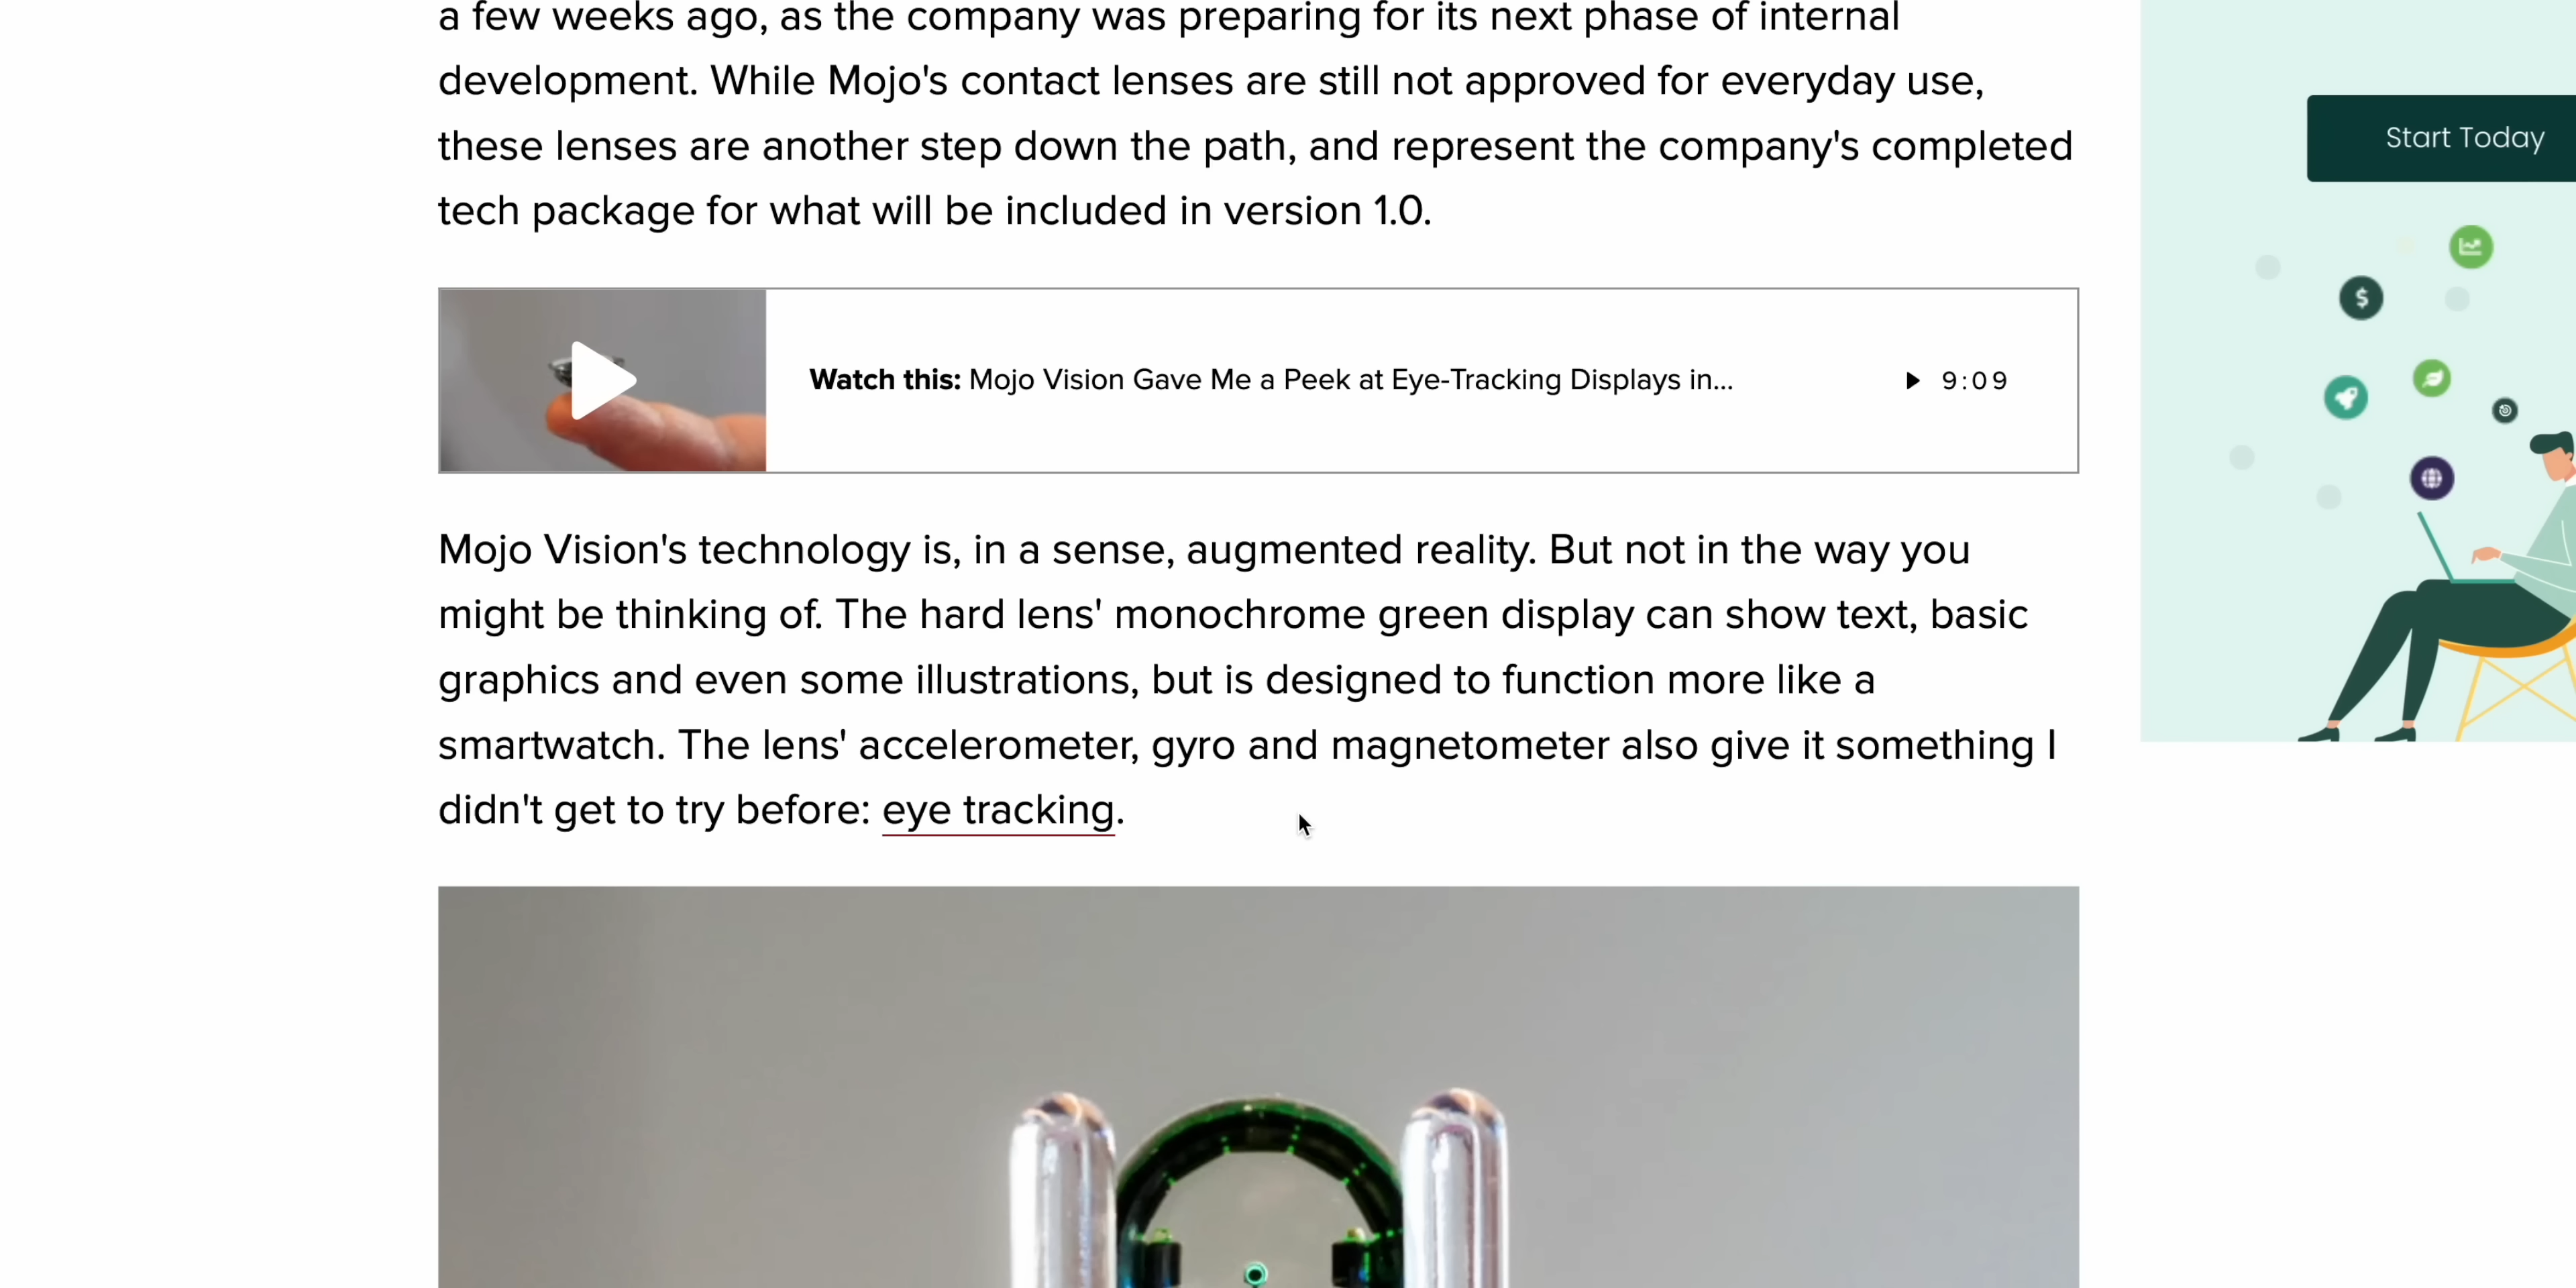 a few weeks ago, as the company was preparing for its next phase of internal
development. While Mojo's contact lenses are still not approved for everyday use,
these lenses are another step down the path, and represent the company's completed
tech package for what will be included in version 1.0.
Watch this: Mojo Vision Gave Me a Peek at Eye-Tracking Displays in...
9:09
Mojo Vision's technology is, in a sense, augmented reality. But not in the way you
might be thinking of. The hard lens' monochrome green display can show text, basic
graphics and even some illustrations, but is designed to function more like a
smartwatch. The lens' accelerometer, gyro and magnetometer also give it something I
didn't get to try before: eye tracking.
Start Today
$